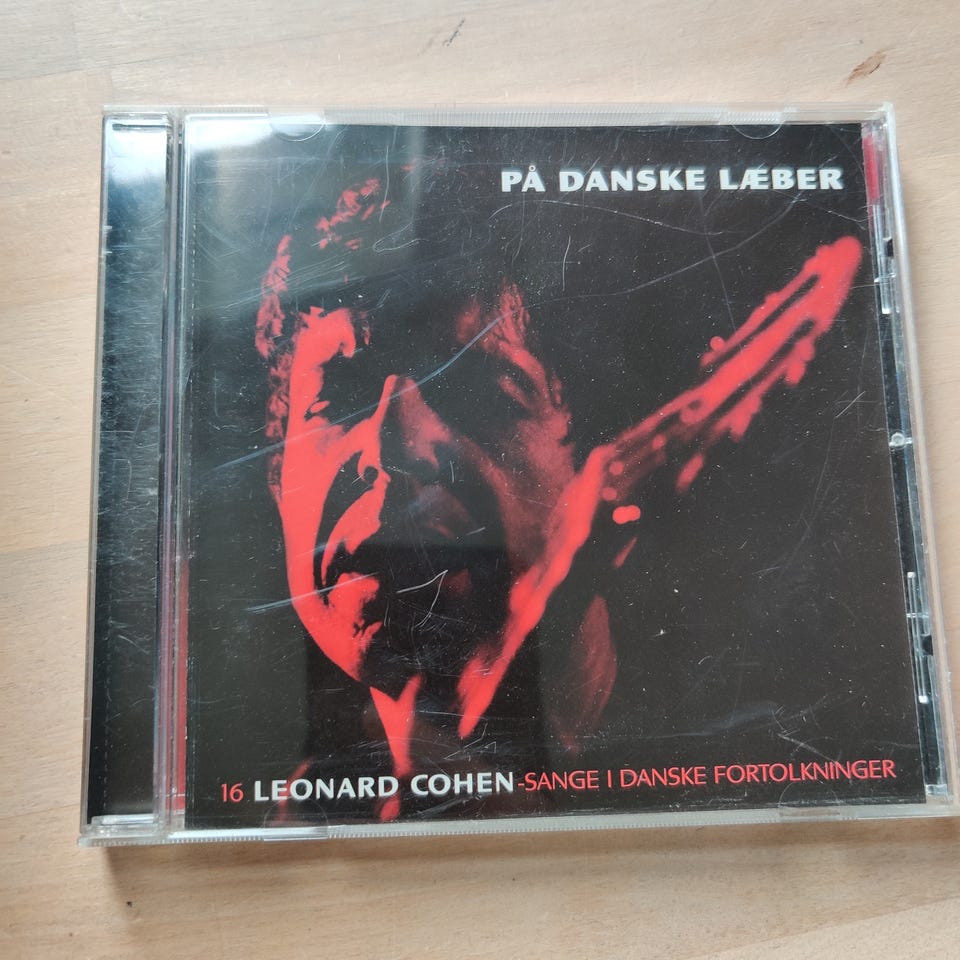 PÅ DANSKE LÆBER
16 LEONARD COHEN-SANGE I DANSKE FORTOLKNINGER